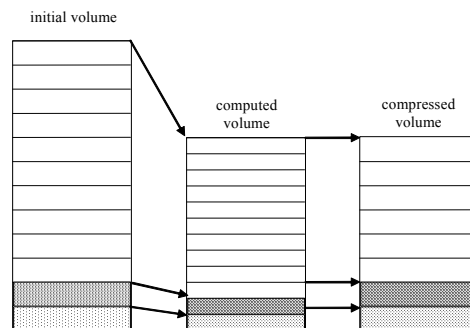 initial volume
computed
volume
compressed
volume